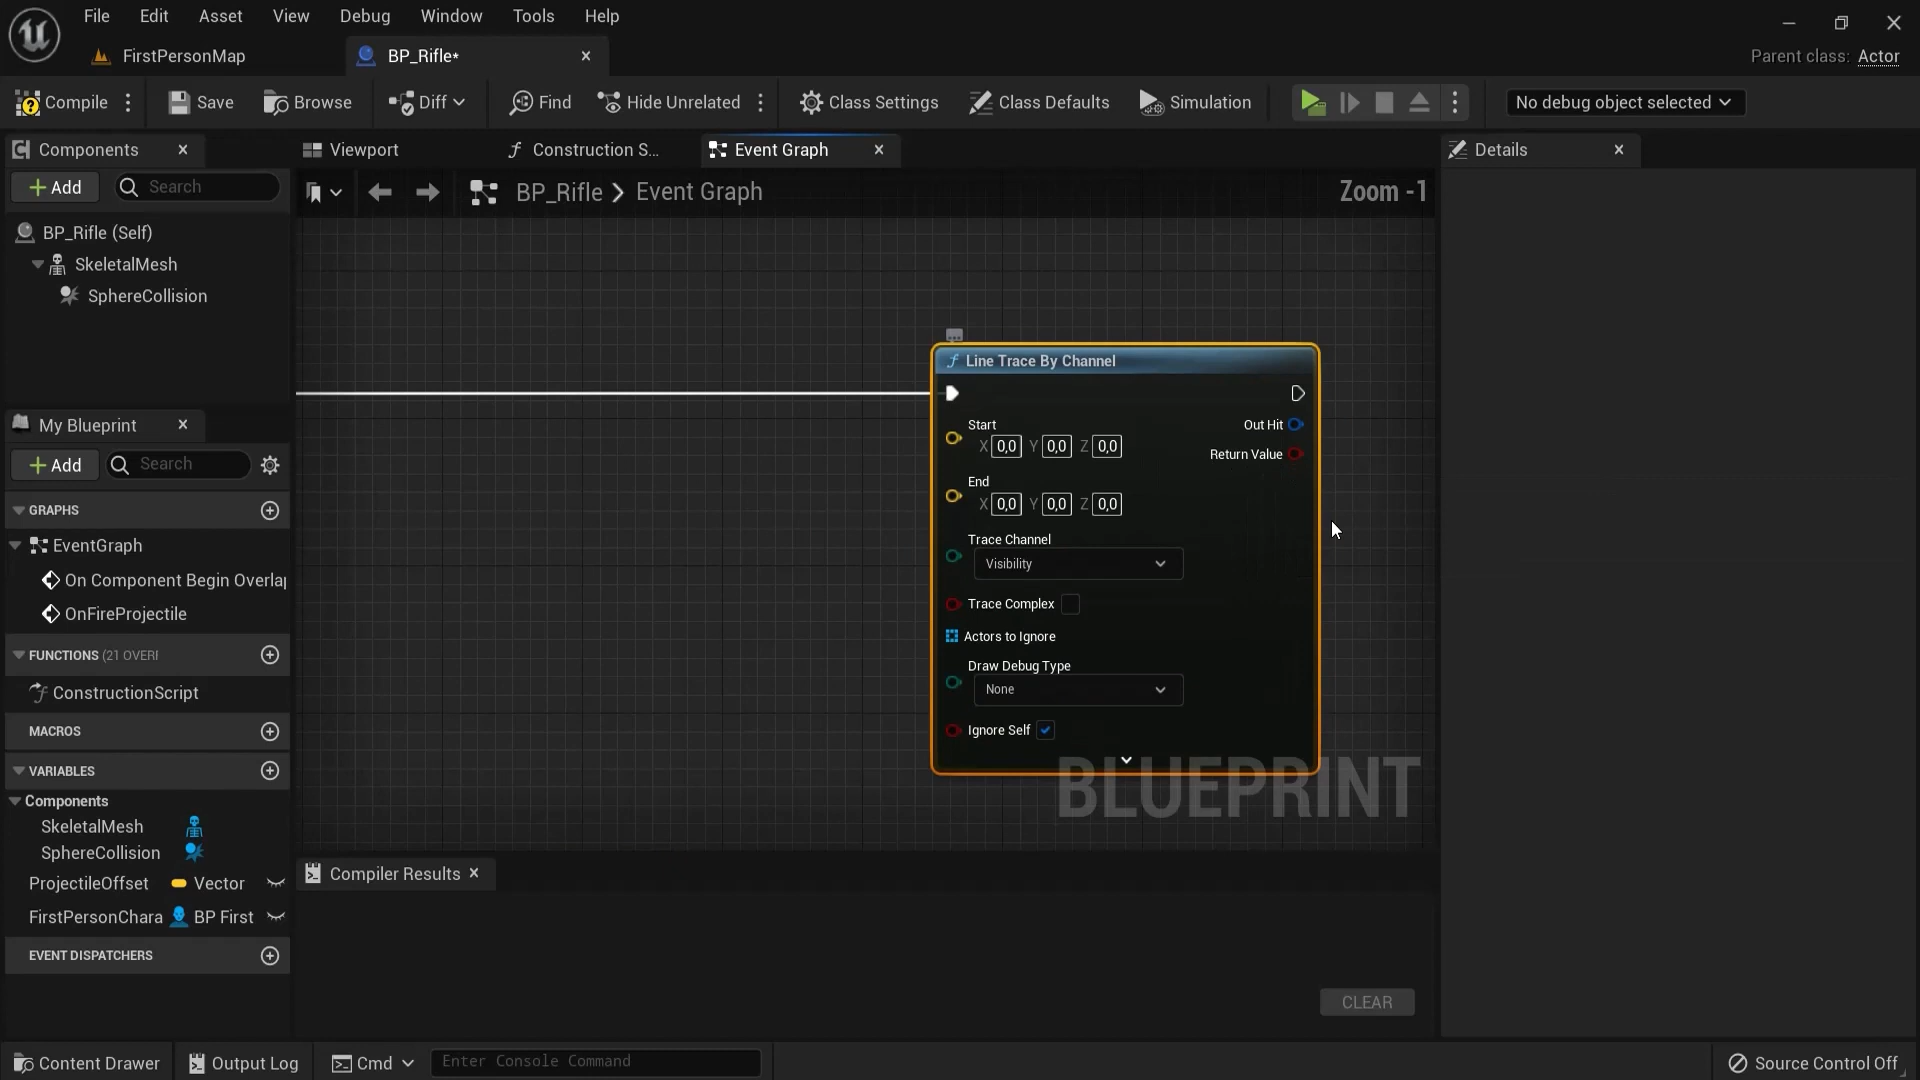 File Edit Asset View Debug Window Tools Help
FirstPersonMap BP_Rifle* Parent class: Actor
Compile Save Browse Diff Find Hide Unrelated Class Settings Class Defaults Simulation No debug object selected
Components Viewport Construction S... Event Graph Details
+ Add Search
BP_Rifle > Event Graph Zoom -1
BP_Rifle (Self)
SkeletalMesh
SphereCollision
Line Trace By Channel
Start
X 0,0 Y 0,0 Z 0,0
Out Hit
Return Value
End
X 0,0 Y 0,0 Z 0,0
Trace Channel
Visibility
Trace Complex
Actors to Ignore
Draw Debug Type
None
Ignore Self
BLUEPRINT
My Blueprint
+ Add Search
GRAPHS
EventGraph
On Component Begin Overlap
OnFireProjectile
FUNCTIONS (21 OVERI
ConstructionScript
MACROS
VARIABLES
Components
SkeletalMesh
SphereCollision
ProjectileOffset Vector
FirstPersonChara BP First
EVENT DISPATCHERS
Compiler Results
CLEAR
Content Drawer Output Log Cmd Enter Console Command Source Control Off